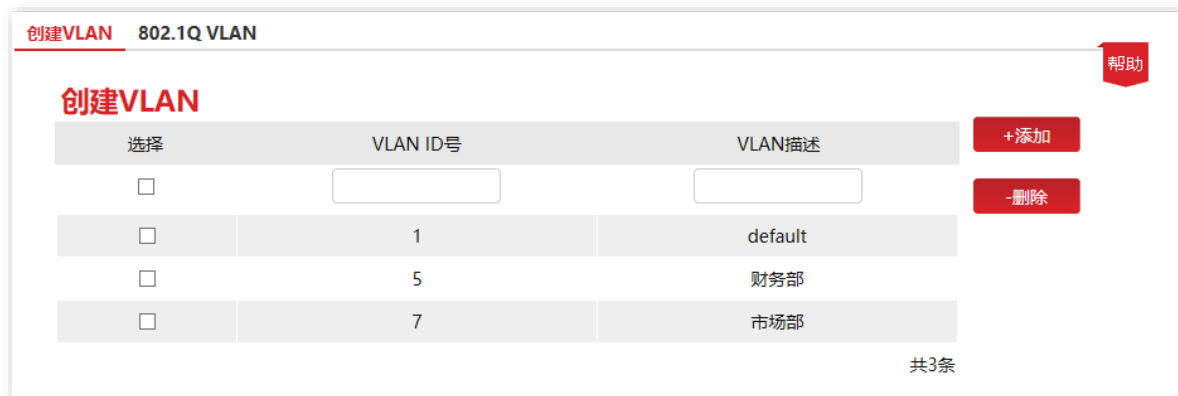 创建VLAN 802.1Q VLAN
帮助
创建VLAN
选择 VLAN ID号 VLAN描述
+添加
-删除
1 default
5 财务部
7 市场部
共3条